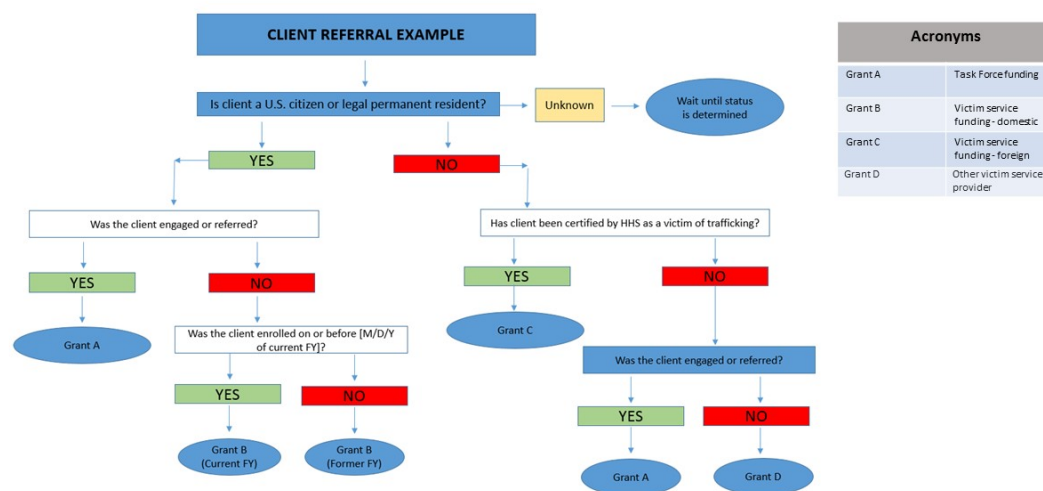 CLIENT REFERRAL EXAMPLE
Is client a U.S. citizen or legal permanent resident?
Unknown
Wait until status
is determined
YES
NO
Was the client engaged or referred?
Has client been certified by HHS as a victim of trafficking?
YES
NO
YES
NO
Grant A
Was the client enrolled on or before [M/D/Y
of current FY]?
Grant C
Was the client engaged or referred?
YES
NO
YES
NO
Grant B
(Current FY)
Grant B
(Former FY)
Grant A
Grant D
Acronyms
Grant A
Task Force funding
Grant B
Victim service
funding - domestic
Grant C
Victim service
funding - foreign
Grant D
Other victim service
provider